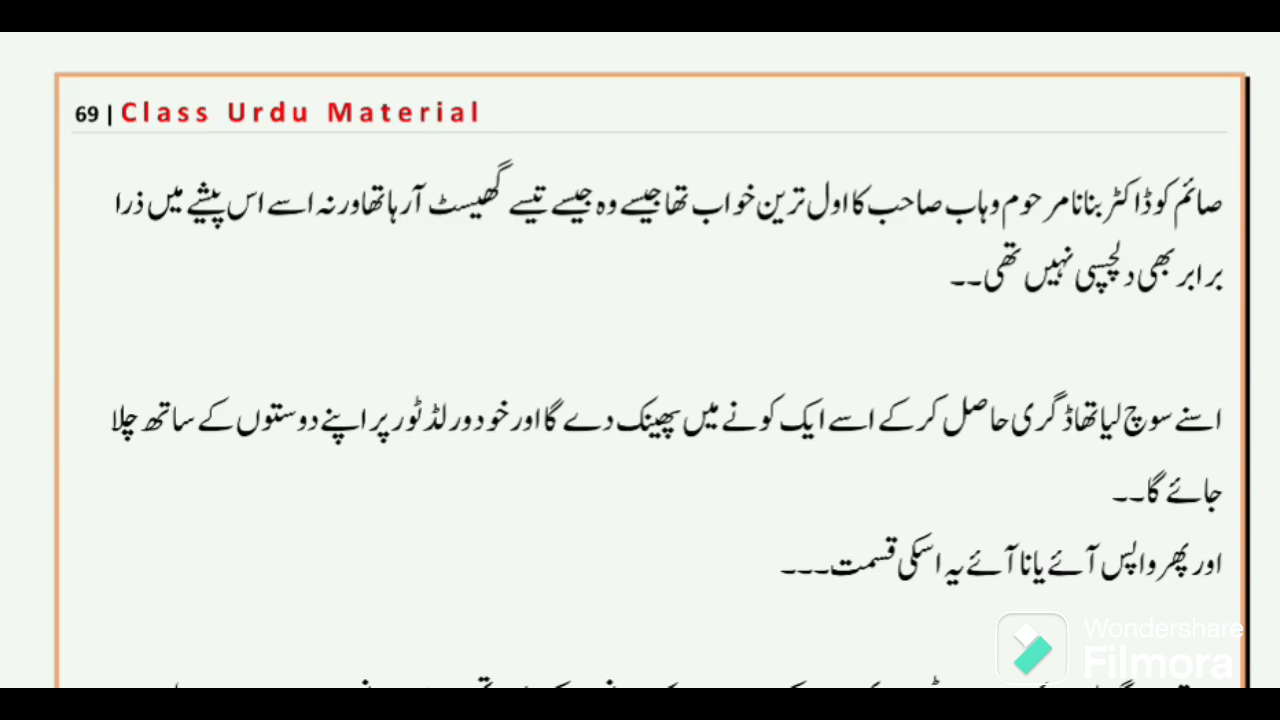 69 | Class Urdu Material
صائم کو ڈاکٹر بنانا مرحوم وہاب صاحب کا اول ترین خواب تھا جیسے وہ جیسے تیسے گھیسٹ آرہا تھا ورنہ اسے اس پیشے میں ذرا
برابر بھی دلچسپی نہیں تھی۔۔
اسنے سوچ لیا تھا ڈگری حاصل کر کے اسے ایک کونے میں پھینک دے گا اور خود ورلڈ ٹور پر اپنے دوستوں کے ساتھ چلا
جائے گا۔۔
اور پھر واپس آئے یا نا آئے یہ اسکی قسمت۔۔۔
Wondershare
Filmora